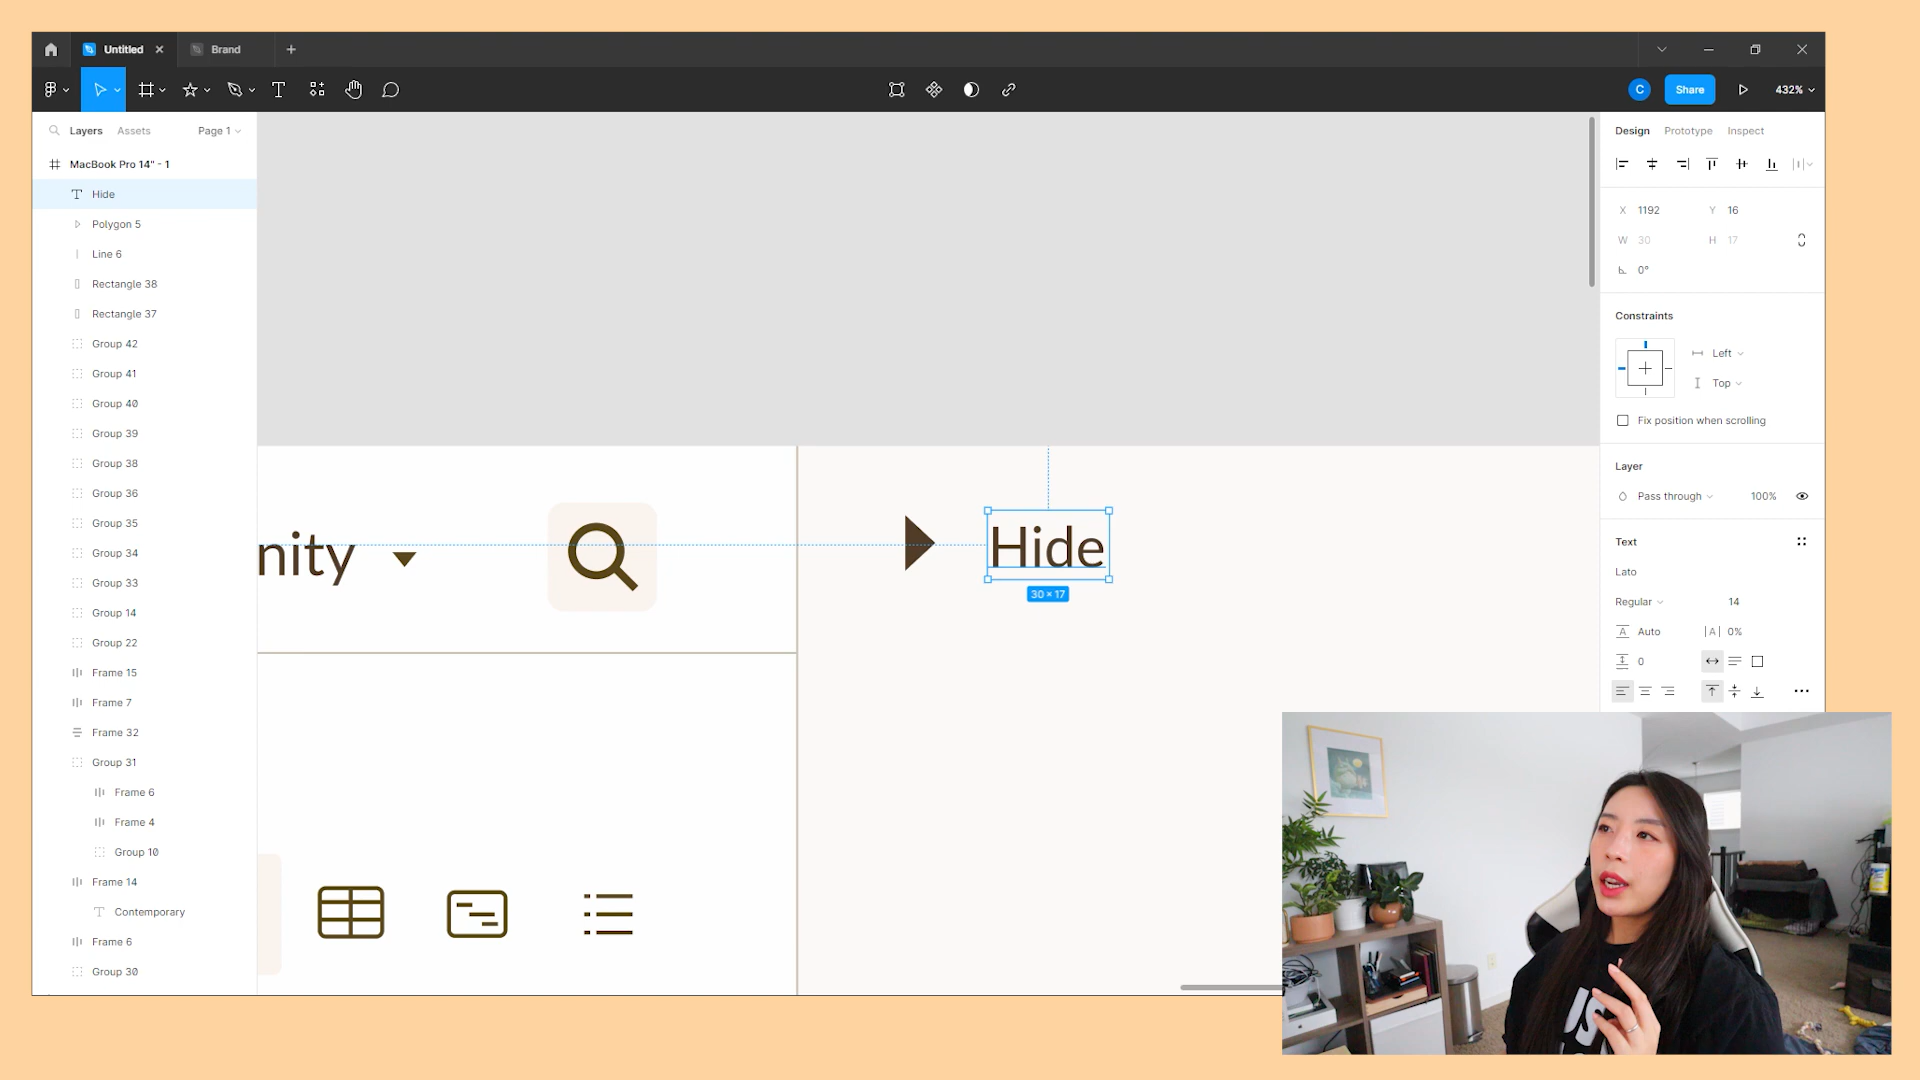 Untitled
Brand
C
Share
432%
Layers
Assets
Page 1
MacBook Pro 14" - 1
Hide
Polygon 5
Line 6
Rectangle 38
Rectangle 37
Group 42
Group 41
Group 40
Group 39
Group 38
Group 36
Group 35
Group 34
Group 33
Group 14
Group 22
Frame 15
Frame 7
Frame 32
Group 31
Frame 6
Frame 4
Group 10
Frame 14
Contemporary
Frame 6
Group 30
nity
Hide
30 × 17
Design
Prototype
Inspect
X 1192
Y 16
W 30
H 17
0°
Constraints
Left
Top
Fix position when scrolling
Layer
Pass through
100%
Text
Lato
Regular
14
Auto
|A| 0%
0